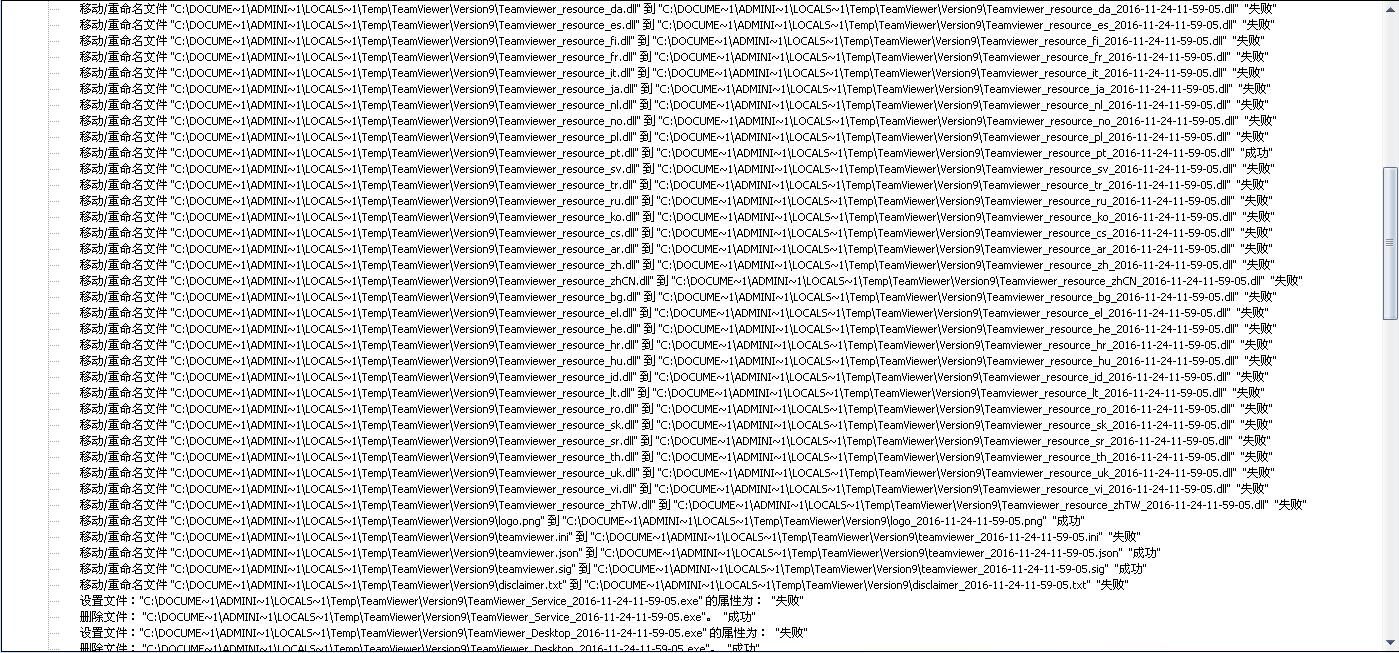 移动/重命名文件 "C:\DOCUME~1\ADMINI~1\LOCALS~1\Temp\TeamViewer\Version9\Teamviewer_resource_da.dll" 到 "C:\DOCUME~1\ADMINI~1\LOCALS~1\Temp\TeamViewer\Version9\Teamviewer_resource_da_2016-11-24-11-59-05.dll" "失败"
移动/重命名文件 "C:\DOCUME~1\ADMINI~1\LOCALS~1\Temp\TeamViewer\Version9\Teamviewer_resource_es.dll" 到 "C:\DOCUME~1\ADMINI~1\LOCALS~1\Temp\TeamViewer\Version9\Teamviewer_resource_es_2016-11-24-11-59-05.dll" "失败"
移动/重命名文件 "C:\DOCUME~1\ADMINI~1\LOCALS~1\Temp\TeamViewer\Version9\Teamviewer_resource_fi.dll" 到 "C:\DOCUME~1\ADMINI~1\LOCALS~1\Temp\TeamViewer\Version9\Teamviewer_resource_fi_2016-11-24-11-59-05.dll" "失败"
移动/重命名文件 "C:\DOCUME~1\ADMINI~1\LOCALS~1\Temp\TeamViewer\Version9\Teamviewer_resource_fr.dll" 到 "C:\DOCUME~1\ADMINI~1\LOCALS~1\Temp\TeamViewer\Version9\Teamviewer_resource_fr_2016-11-24-11-59-05.dll" "失败"
移动/重命名文件 "C:\DOCUME~1\ADMINI~1\LOCALS~1\Temp\TeamViewer\Version9\Teamviewer_resource_it.dll" 到 "C:\DOCUME~1\ADMINI~1\LOCALS~1\Temp\TeamViewer\Version9\Teamviewer_resource_it_2016-11-24-11-59-05.dll" "失败"
移动/重命名文件 "C:\DOCUME~1\ADMINI~1\LOCALS~1\Temp\TeamViewer\Version9\Teamviewer_resource_ja.dll" 到 "C:\DOCUME~1\ADMINI~1\LOCALS~1\Temp\TeamViewer\Version9\Teamviewer_resource_ja_2016-11-24-11-59-05.dll" "失败"
移动/重命名文件 "C:\DOCUME~1\ADMINI~1\LOCALS~1\Temp\TeamViewer\Version9\Teamviewer_resource_nl.dll" 到 "C:\DOCUME~1\ADMINI~1\LOCALS~1\Temp\TeamViewer\Version9\Teamviewer_resource_nl_2016-11-24-11-59-05.dll" "失败"
移动/重命名文件 "C:\DOCUME~1\ADMINI~1\LOCALS~1\Temp\TeamViewer\Version9\Teamviewer_resource_no.dll" 到 "C:\DOCUME~1\ADMINI~1\LOCALS~1\Temp\TeamViewer\Version9\Teamviewer_resource_no_2016-11-24-11-59-05.dll" "失败"
移动/重命名文件 "C:\DOCUME~1\ADMINI~1\LOCALS~1\Temp\TeamViewer\Version9\Teamviewer_resource_pl.dll" 到 "C:\DOCUME~1\ADMINI~1\LOCALS~1\Temp\TeamViewer\Version9\Teamviewer_resource_pl_2016-11-24-11-59-05.dll" "失败"
移动/重命名文件 "C:\DOCUME~1\ADMINI~1\LOCALS~1\Temp\TeamViewer\Version9\Teamviewer_resource_pt.dll" 到 "C:\DOCUME~1\ADMINI~1\LOCALS~1\Temp\TeamViewer\Version9\Teamviewer_resource_pt_2016-11-24-11-59-05.dll" "成功"
移动/重命名文件 "C:\DOCUME~1\ADMINI~1\LOCALS~1\Temp\TeamViewer\Version9\Teamviewer_resource_sv.dll" 到 "C:\DOCUME~1\ADMINI~1\LOCALS~1\Temp\TeamViewer\Version9\Teamviewer_resource_sv_2016-11-24-11-59-05.dll" "失败"
移动/重命名文件 "C:\DOCUME~1\ADMINI~1\LOCALS~1\Temp\TeamViewer\Version9\Teamviewer_resource_tr.dll" 到 "C:\DOCUME~1\ADMINI~1\LOCALS~1\Temp\TeamViewer\Version9\Teamviewer_resource_tr_2016-11-24-11-59-05.dll" "失败"
移动/重命名文件 "C:\DOCUME~1\ADMINI~1\LOCALS~1\Temp\TeamViewer\Version9\Teamviewer_resource_ru.dll" 到 "C:\DOCUME~1\ADMINI~1\LOCALS~1\Temp\TeamViewer\Version9\Teamviewer_resource_ru_2016-11-24-11-59-05.dll" "失败"
移动/重命名文件 "C:\DOCUME~1\ADMINI~1\LOCALS~1\Temp\TeamViewer\Version9\Teamviewer_resource_ko.dll" 到 "C:\DOCUME~1\ADMINI~1\LOCALS~1\Temp\TeamViewer\Version9\Teamviewer_resource_ko_2016-11-24-11-59-05.dll" "失败"
移动/重命名文件 "C:\DOCUME~1\ADMINI~1\LOCALS~1\Temp\TeamViewer\Version9\Teamviewer_resource_cs.dll" 到 "C:\DOCUME~1\ADMINI~1\LOCALS~1\Temp\TeamViewer\Version9\Teamviewer_resource_cs_2016-11-24-11-59-05.dll" "失败"
移动/重命名文件 "C:\DOCUME~1\ADMINI~1\LOCALS~1\Temp\TeamViewer\Version9\Teamviewer_resource_ar.dll" 到 "C:\DOCUME~1\ADMINI~1\LOCALS~1\Temp\TeamViewer\Version9\Teamviewer_resource_ar_2016-11-24-11-59-05.dll" "失败"
移动/重命名文件 "C:\DOCUME~1\ADMINI~1\LOCALS~1\Temp\TeamViewer\Version9\Teamviewer_resource_zh.dll" 到 "C:\DOCUME~1\ADMINI~1\LOCALS~1\Temp\TeamViewer\Version9\Teamviewer_resource_zh_2016-11-24-11-59-05.dll" "失败"
移动/重命名文件 "C:\DOCUME~1\ADMINI~1\LOCALS~1\Temp\TeamViewer\Version9\Teamviewer_resource_zhCN.dll" 到 "C:\DOCUME~1\ADMINI~1\LOCALS~1\Temp\TeamViewer\Version9\Teamviewer_resource_zhCN_2016-11-24-11-59-05.dll" "失败"
移动/重命名文件 "C:\DOCUME~1\ADMINI~1\LOCALS~1\Temp\TeamViewer\Version9\Teamviewer_resource_bg.dll" 到 "C:\DOCUME~1\ADMINI~1\LOCALS~1\Temp\TeamViewer\Version9\Teamviewer_resource_bg_2016-11-24-11-59-05.dll" "失败"
移动/重命名文件 "C:\DOCUME~1\ADMINI~1\LOCALS~1\Temp\TeamViewer\Version9\Teamviewer_resource_el.dll" 到 "C:\DOCUME~1\ADMINI~1\LOCALS~1\Temp\TeamViewer\Version9\Teamviewer_resource_el_2016-11-24-11-59-05.dll" "失败"
移动/重命名文件 "C:\DOCUME~1\ADMINI~1\LOCALS~1\Temp\TeamViewer\Version9\Teamviewer_resource_he.dll" 到 "C:\DOCUME~1\ADMINI~1\LOCALS~1\Temp\TeamViewer\Version9\Teamviewer_resource_he_2016-11-24-11-59-05.dll" "失败"
移动/重命名文件 "C:\DOCUME~1\ADMINI~1\LOCALS~1\Temp\TeamViewer\Version9\Teamviewer_resource_hr.dll" 到 "C:\DOCUME~1\ADMINI~1\LOCALS~1\Temp\TeamViewer\Version9\Teamviewer_resource_hr_2016-11-24-11-59-05.dll" "失败"
移动/重命名文件 "C:\DOCUME~1\ADMINI~1\LOCALS~1\Temp\TeamViewer\Version9\Teamviewer_resource_hu.dll" 到 "C:\DOCUME~1\ADMINI~1\LOCALS~1\Temp\TeamViewer\Version9\Teamviewer_resource_hu_2016-11-24-11-59-05.dll" "失败"
移动/重命名文件 "C:\DOCUME~1\ADMINI~1\LOCALS~1\Temp\TeamViewer\Version9\Teamviewer_resource_id.dll" 到 "C:\DOCUME~1\ADMINI~1\LOCALS~1\Temp\TeamViewer\Version9\Teamviewer_resource_id_2016-11-24-11-59-05.dll" "失败"
移动/重命名文件 "C:\DOCUME~1\ADMINI~1\LOCALS~1\Temp\TeamViewer\Version9\Teamviewer_resource_lt.dll" 到 "C:\DOCUME~1\ADMINI~1\LOCALS~1\Temp\TeamViewer\Version9\Teamviewer_resource_lt_2016-11-24-11-59-05.dll" "失败"
移动/重命名文件 "C:\DOCUME~1\ADMINI~1\LOCALS~1\Temp\TeamViewer\Version9\Teamviewer_resource_ro.dll" 到 "C:\DOCUME~1\ADMINI~1\LOCALS~1\Temp\TeamViewer\Version9\Teamviewer_resource_ro_2016-11-24-11-59-05.dll" "失败"
移动/重命名文件 "C:\DOCUME~1\ADMINI~1\LOCALS~1\Temp\TeamViewer\Version9\Teamviewer_resource_sk.dll" 到 "C:\DOCUME~1\ADMINI~1\LOCALS~1\Temp\TeamViewer\Version9\Teamviewer_resource_sk_2016-11-24-11-59-05.dll" "失败"
移动/重命名文件 "C:\DOCUME~1\ADMINI~1\LOCALS~1\Temp\TeamViewer\Version9\Teamviewer_resource_sr.dll" 到 "C:\DOCUME~1\ADMINI~1\LOCALS~1\Temp\TeamViewer\Version9\Teamviewer_resource_sr_2016-11-24-11-59-05.dll" "失败"
移动/重命名文件 "C:\DOCUME~1\ADMINI~1\LOCALS~1\Temp\TeamViewer\Version9\Teamviewer_resource_th.dll" 到 "C:\DOCUME~1\ADMINI~1\LOCALS~1\Temp\TeamViewer\Version9\Teamviewer_resource_th_2016-11-24-11-59-05.dll" "失败"
移动/重命名文件 "C:\DOCUME~1\ADMINI~1\LOCALS~1\Temp\TeamViewer\Version9\Teamviewer_resource_uk.dll" 到 "C:\DOCUME~1\ADMINI~1\LOCALS~1\Temp\TeamViewer\Version9\Teamviewer_resource_uk_2016-11-24-11-59-05.dll" "失败"
移动/重命名文件 "C:\DOCUME~1\ADMINI~1\LOCALS~1\Temp\TeamViewer\Version9\Teamviewer_resource_vi.dll" 到 "C:\DOCUME~1\ADMINI~1\LOCALS~1\Temp\TeamViewer\Version9\Teamviewer_resource_vi_2016-11-24-11-59-05.dll" "失败"
移动/重命名文件 "C:\DOCUME~1\ADMINI~1\LOCALS~1\Temp\TeamViewer\Version9\Teamviewer_resource_zhTW.dll" 到 "C:\DOCUME~1\ADMINI~1\LOCALS~1\Temp\TeamViewer\Version9\Teamviewer_resource_zhTW_2016-11-24-11-59-05.dll" "失败"
移动/重命名文件 "C:\DOCUME~1\ADMINI~1\LOCALS~1\Temp\TeamViewer\Version9\logo.png" 到 "C:\DOCUME~1\ADMINI~1\LOCALS~1\Temp\TeamViewer\Version9\logo_2016-11-24-11-59-05.png" "成功"
移动/重命名文件 "C:\DOCUME~1\ADMINI~1\LOCALS~1\Temp\TeamViewer\Version9\teamviewer.ini" 到 "C:\DOCUME~1\ADMINI~1\LOCALS~1\Temp\TeamViewer\Version9\teamviewer_2016-11-24-11-59-05.ini" "失败"
移动/重命名文件 "C:\DOCUME~1\ADMINI~1\LOCALS~1\Temp\TeamViewer\Version9\teamviewer.json" 到 "C:\DOCUME~1\ADMINI~1\LOCALS~1\Temp\TeamViewer\Version9\teamviewer_2016-11-24-11-59-05.json" "成功"
移动/重命名文件 "C:\DOCUME~1\ADMINI~1\LOCALS~1\Temp\TeamViewer\Version9\teamviewer.sig" 到 "C:\DOCUME~1\ADMINI~1\LOCALS~1\Temp\TeamViewer\Version9\teamviewer_2016-11-24-11-59-05.sig" "成功"
移动/重命名文件 "C:\DOCUME~1\ADMINI~1\LOCALS~1\Temp\TeamViewer\Version9\disclaimer.txt" 到 "C:\DOCUME~1\ADMINI~1\LOCALS~1\Temp\TeamViewer\Version9\disclaimer_2016-11-24-11-59-05.txt" "失败"
设置文件："C:\DOCUME~1\ADMINI~1\LOCALS~1\Temp\TeamViewer\Version9\TeamViewer_Service_2016-11-24-11-59-05.exe" 的属性为： "失败"
删除文件： "C:\DOCUME~1\ADMINI~1\LOCALS~1\Temp\TeamViewer\Version9\TeamViewer_Service_2016-11-24-11-59-05.exe"。 "成功"
设置文件："C:\DOCUME~1\ADMINI~1\LOCALS~1\Temp\TeamViewer\Version9\TeamViewer_Desktop_2016-11-24-11-59-05.exe" 的属性为： "失败"
删除文件： "C:\DOCUME~1\ADMINI~1\LOCALS~1\Temp\TeamViewer\Version9\TeamViewer_Desktop_2016-11-24-11-59-05.exe"。 "成功"